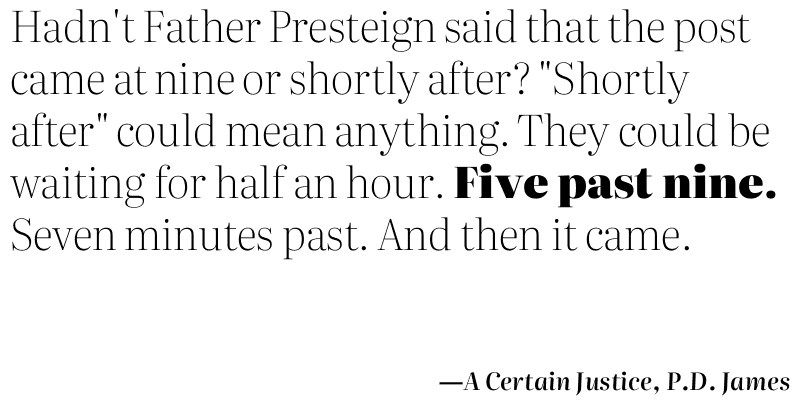 Hadn't Father Presteign said that the post
came at nine or shortly after? "Shortly
after" could mean anything. They could be
waiting for half an hour. Five past nine.
Seven minutes past. And then it came.
—A Certain Justice, P.D. James